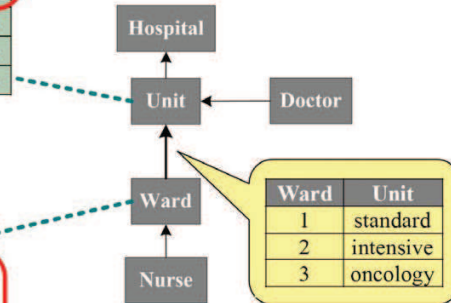 Hospital
Unit
Doctor
Ward
Nurse
Ward Unit
1 standard
2 intensive
3 oncology